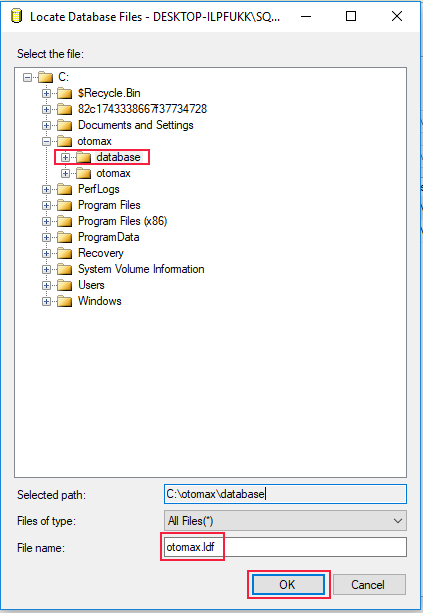 Locate Database Files - DESKTOP-ILPFUKK\SQ...
Select the file:
C:
$Recycle.Bin
82c1743338667f37734728
Documents and Settings
otomax
database
otomax
PerfLogs
Program Files
Program Files (x86)
ProgramData
Recovery
System Volume Information
Users
Windows
Selected path: C:\otomax\database
Files of type: All Files(*)
File name: otomax.ldf
OK Cancel